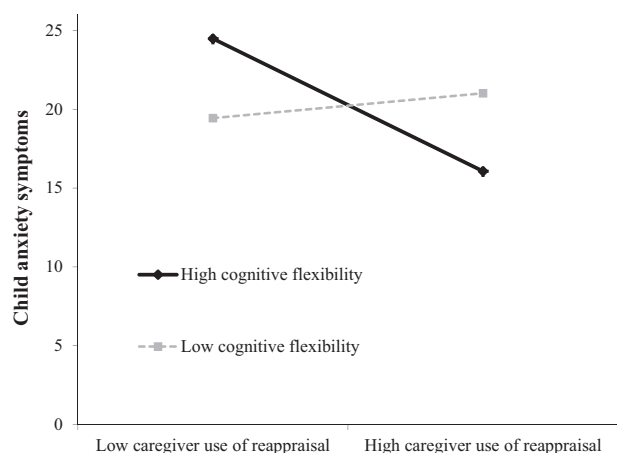 25
20
15
10
5
0
Child anxiety symptoms
High cognitive flexibility
Low cognitive flexibility
Low caregiver use of reappraisal
High caregiver use of reappraisal